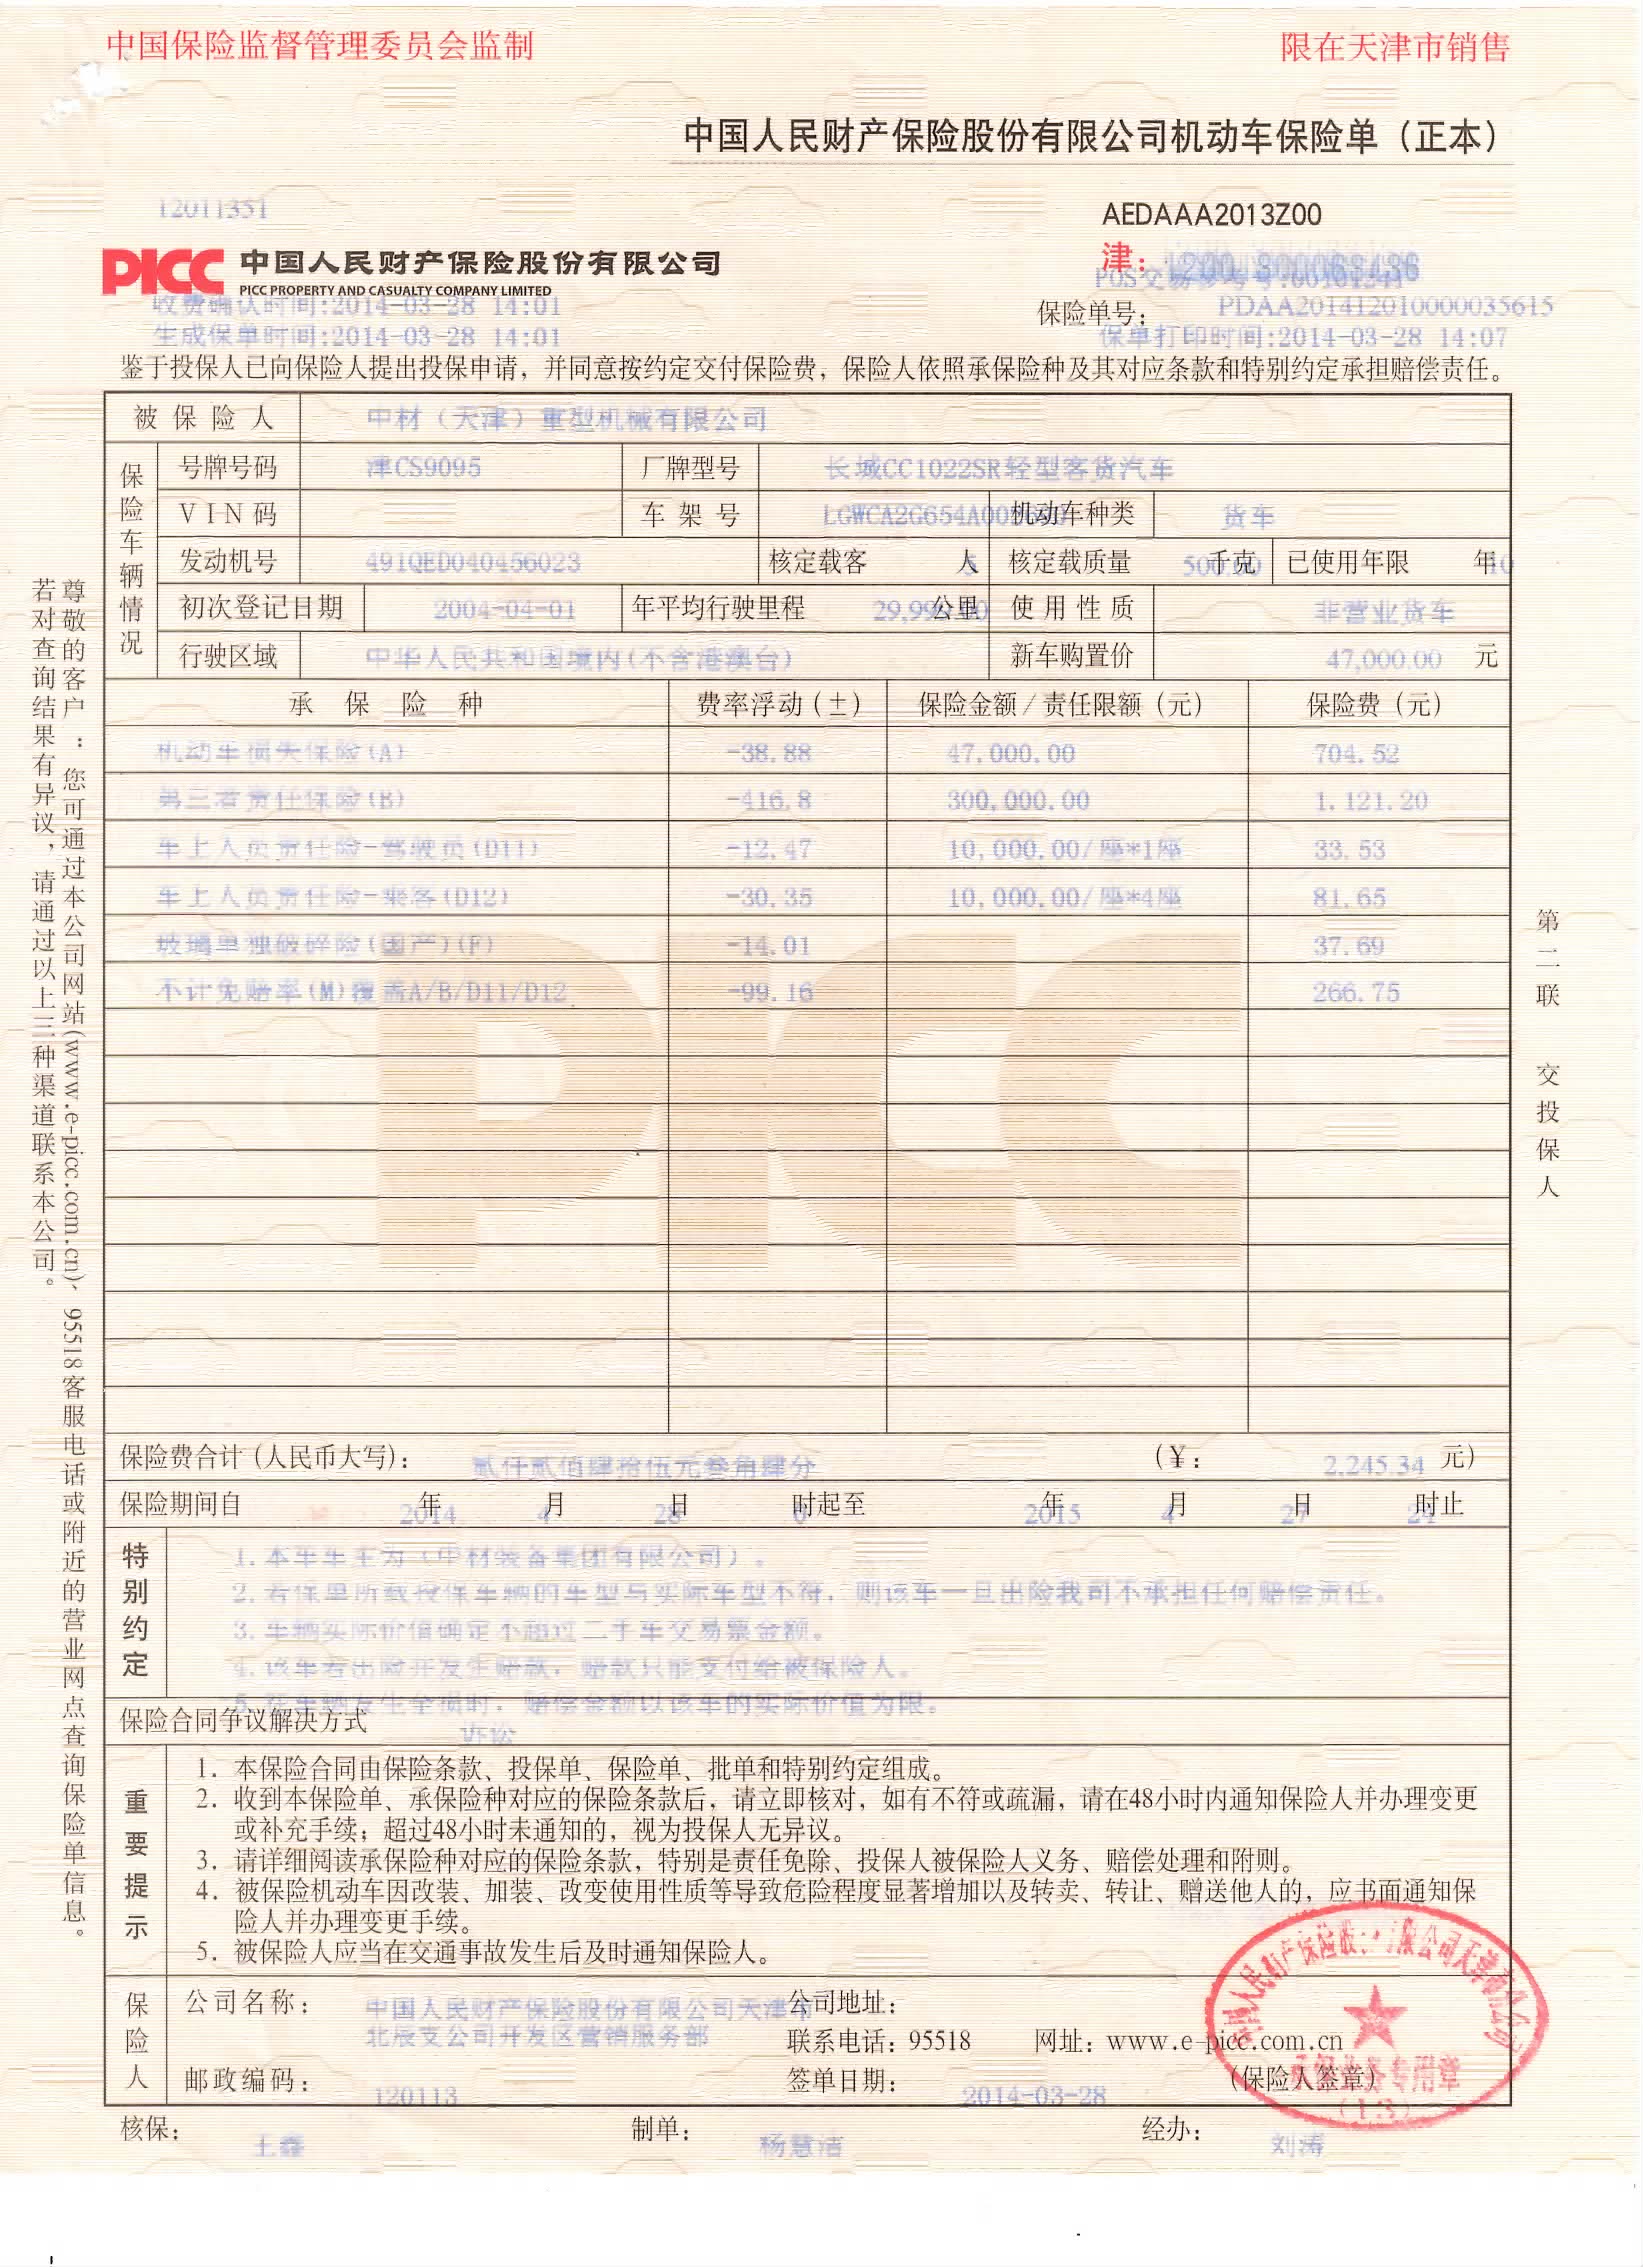 中国保险监督管理委员会监制
限在天津市销售
中国人民财产保险股份有限公司机动车保险单（正本）
12011351
AEDAAA2013Z00
PICC 中国人民财产保险股份有限公司
PICC PROPERTY AND CASUALTY COMPANY LIMITED
津：
收费确认时间:2014-03-28 14:01
保险单号： PDAA201412010000035615
生成保单时间:2014-03-28 14:01
保单打印时间:2014-03-28 14:07
鉴于投保人已向保险人提出投保申请，并同意按约定交付保险费，保险人依照承保险种及其对应条款和特别约定承担赔偿责任。
被保险人 中材（天津）重型机械有限公司
保险车辆情况
号牌号码 津CS9095 厂牌型号 长城CC1022SR轻型客货汽车
VIN码 车架号 机动车种类 货车
发动机号 491QED040456023 核定载客 5 人 核定载质量 500.00 千克 已使用年限 10 年
初次登记日期 2004-04-01 年平均行驶里程 公里 使用性质 非营业货车
行驶区域 中华人民共和国境内(不含港澳台) 新车购置价 47,000.00 元
承保险种 费率浮动(±) 保险金额/责任限额（元） 保险费（元）
机动车损失保险(A) -38.88 47,000.00 704.52
第三者责任保险(B) -416.8 300,000.00 1,121.20
车上人员责任险-驾驶员(D11) -12.47 10,000.00/座*1座 33.53
车上人员责任险-乘客(D12) -30.35 10,000.00/座*4座 81.65
玻璃单独破碎险(国产)(F) -14.01 37.69
不计免赔率(M)覆盖A/B/D11/D12 -99.16 266.75
保险费合计(人民币大写)： 贰仟贰佰肆拾伍元叁角肆分 (￥： 2,245.34 元)
保险期间自 2014 年 4 月 28 日 0 时起至 2015 年 4 月 27 日 24 时止
特别约定
1.本车车主为（中材装备集团有限公司）。
2.若保单所载投保车辆的车型与实际车型不符，则该车一旦出险我司不承担任何赔偿责任。
3.车辆实际价值确定不超过二手车交易票金额。
4.该车若出险并发生赔款，赔款只能支付给被保险人。
5.在车辆发生全损时，赔偿金额以该车的实际价值为限。
保险合同争议解决方式 诉讼
重要提示
1. 本保险合同由保险条款、投保单、保险单、批单和特别约定组成。
2. 收到本保险单、承保险种对应的保险条款后，请立即核对，如有不符或疏漏，请在48小时内通知保险人并办理变更
或补充手续；超过48小时未通知的，视为投保人无异议。
3. 请详细阅读承保险种对应的保险条款，特别是责任免除、投保人被保险人义务、赔偿处理和附则。
4. 被保险机动车因改装、加装、改变使用性质等导致危险程度显著增加以及转卖、转让、赠送他人的，应书面通知保
险人并办理变更手续。
5. 被保险人应当在交通事故发生后及时通知保险人。
保险人
公司名称： 中国人民财产保险股份有限公司天津市 公司地址：
北辰支公司开发区营销服务部 联系电话：95518 网址：www.e-picc.com.cn
邮政编码： 120113 签单日期： 2014-03-28 （保险人签章）
核保： 王鑫 制单： 杨慧洁 经办： 刘涛
尊敬的客户：您可通过本公司网站(www.e-picc.com.cn)、95518客服电话或附近的营业网点查询保险单信息。
若对查询结果有异议，请通过以上三种渠道联系本公司。
第二联 交投保人